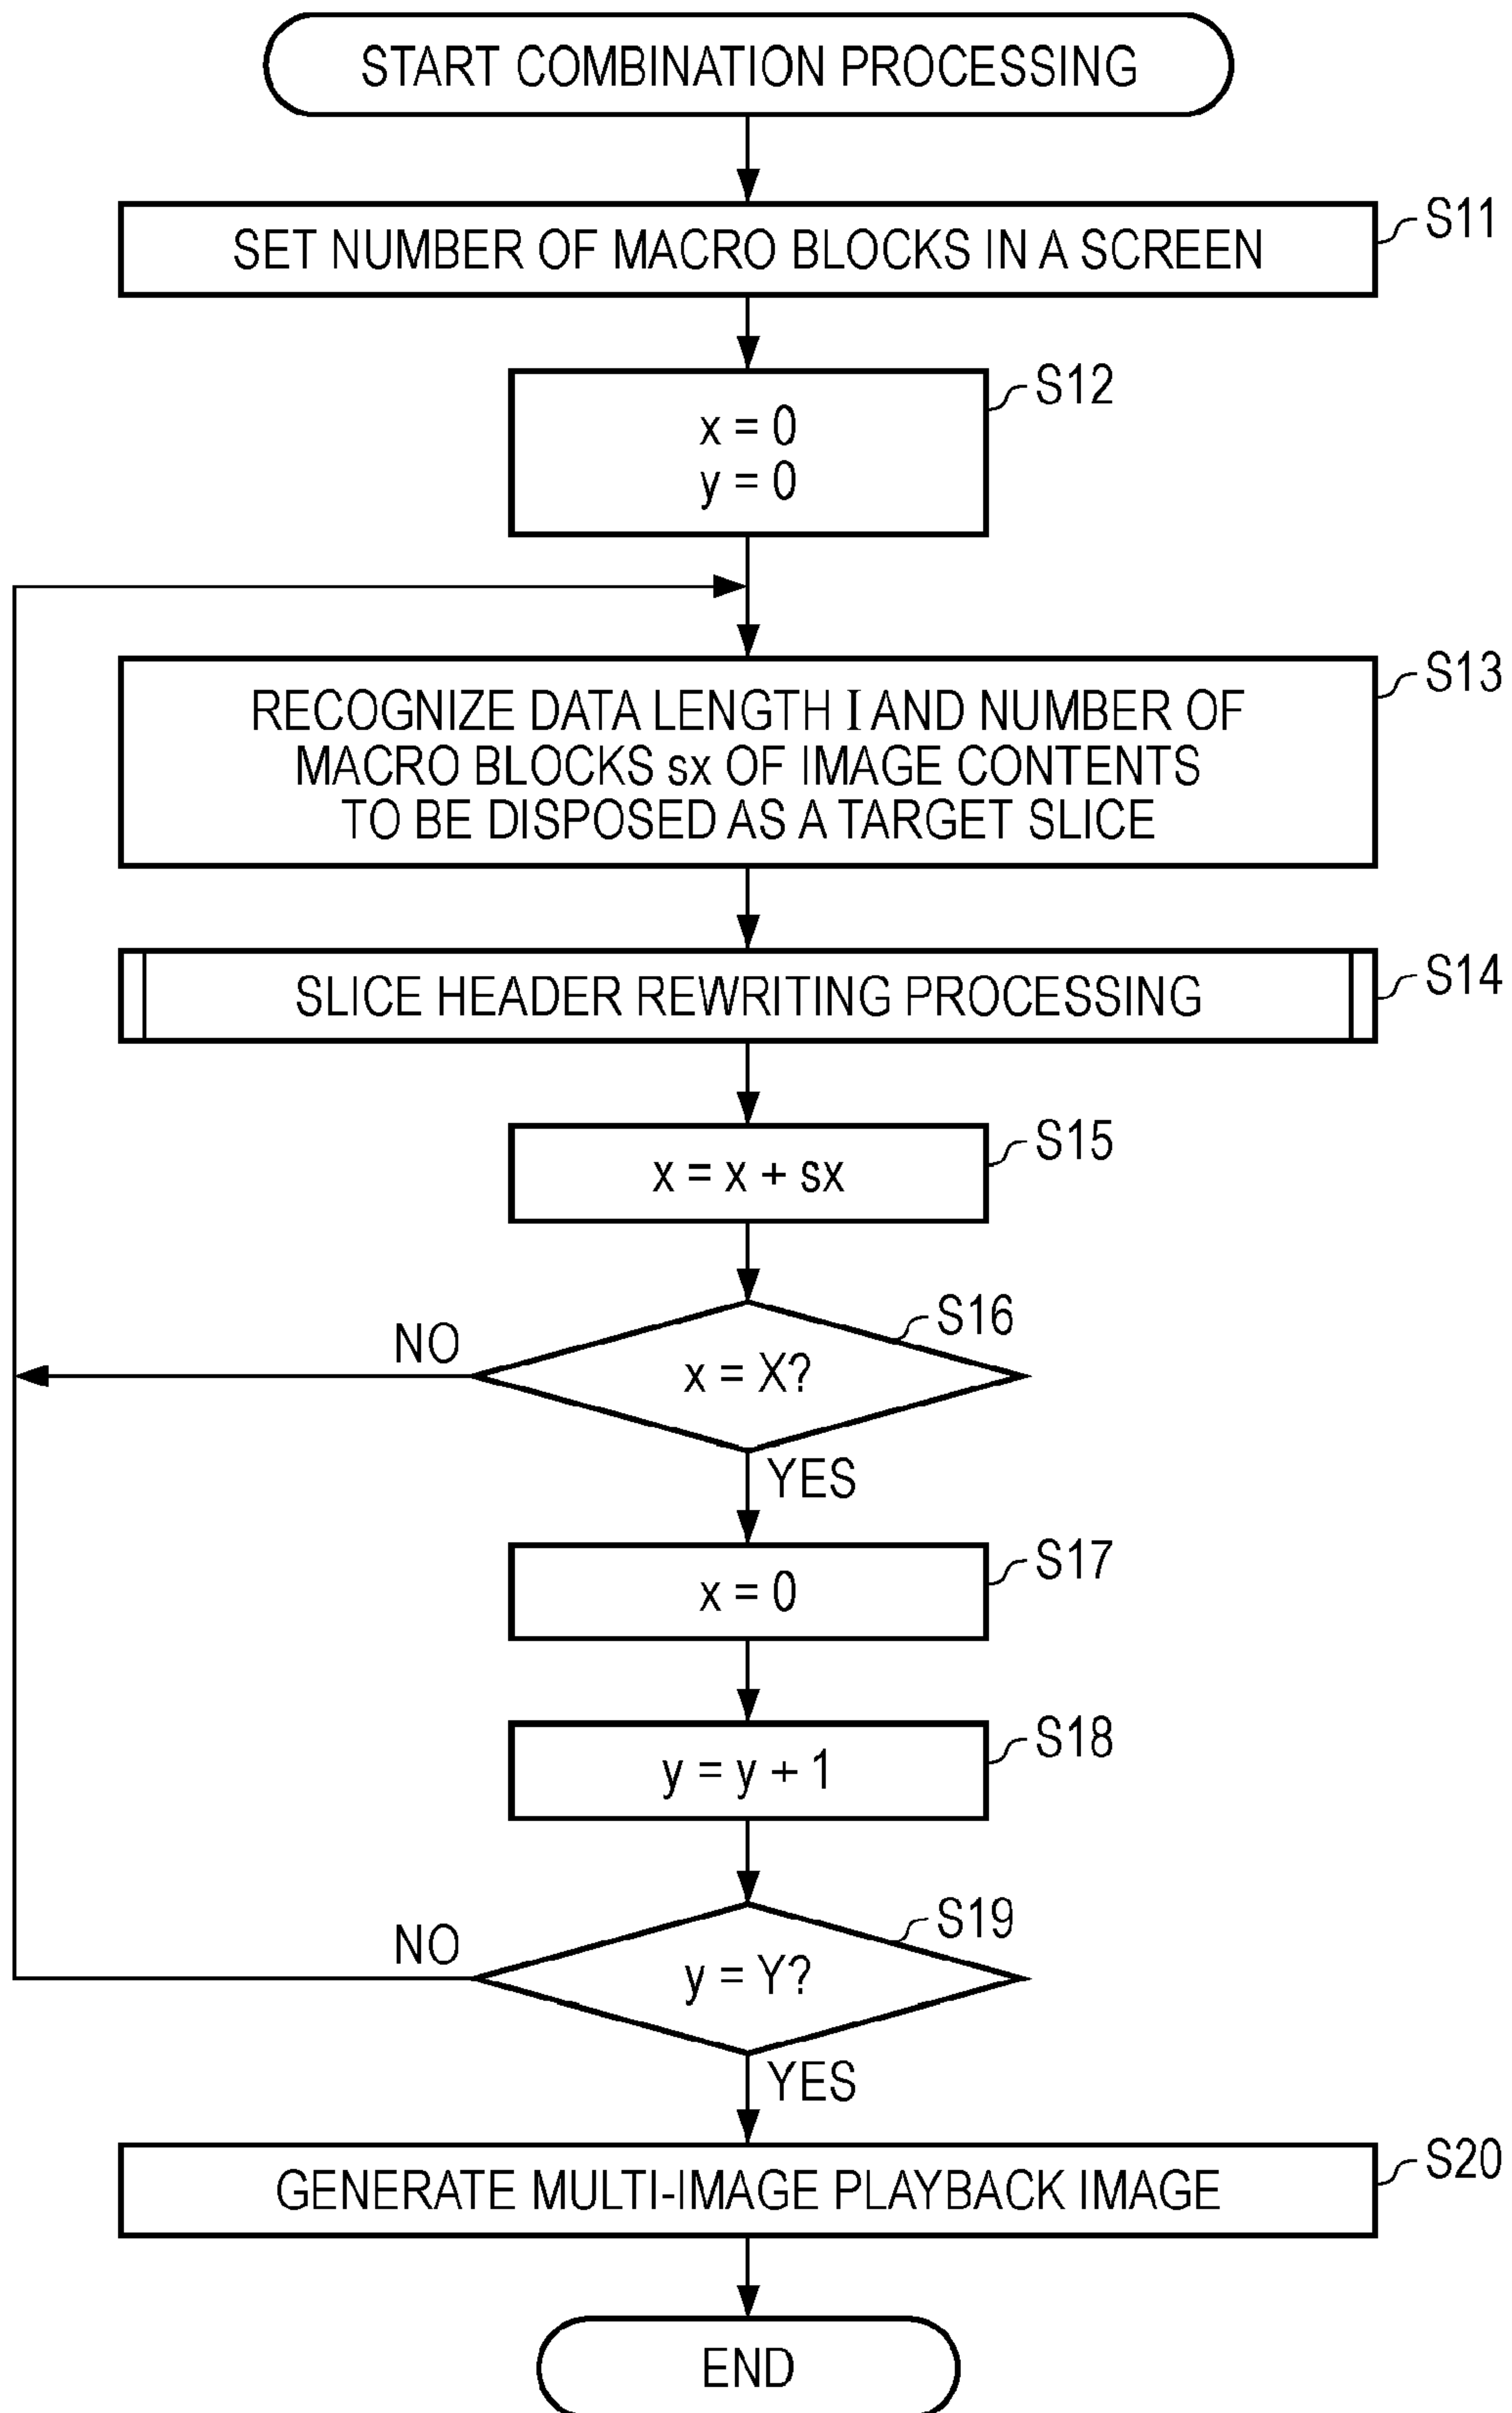 START COMBINATION PROCESSING
S11
SET NUMBER OF MACRO BLOCKS IN A SCREEN
S12
x = 0
y = 0
S13
RECOGNIZE DATA LENGTH I AND NUMBER OF
MACRO BLOCKS sx OF IMAGE CONTENTS
TO BE DISPOSED AS A TARGET SLICE
S14
SLICE HEADER REWRITING PROCESSING
S15
x = x + sx
S16
NO
x = X?
YES
S17
x = 0
S18
y = y + 1
S19
NO
y = Y?
YES
S20
GENERATE MULTI-IMAGE PLAYBACK IMAGE
END